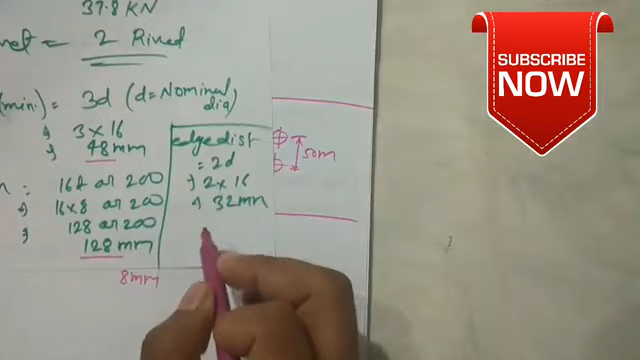 37.8 KN
= 2 Rived
(min.) = 3d (d = Nominal dia)
, 3 x 16
, 48mm
= 16t or 200
, 16 x 8 or 200
, 128 or 200
128 mm
edge dist
= 2d
, 2 x 16
, 32mm
8mm
50m
SUBSCRIBE
NOW